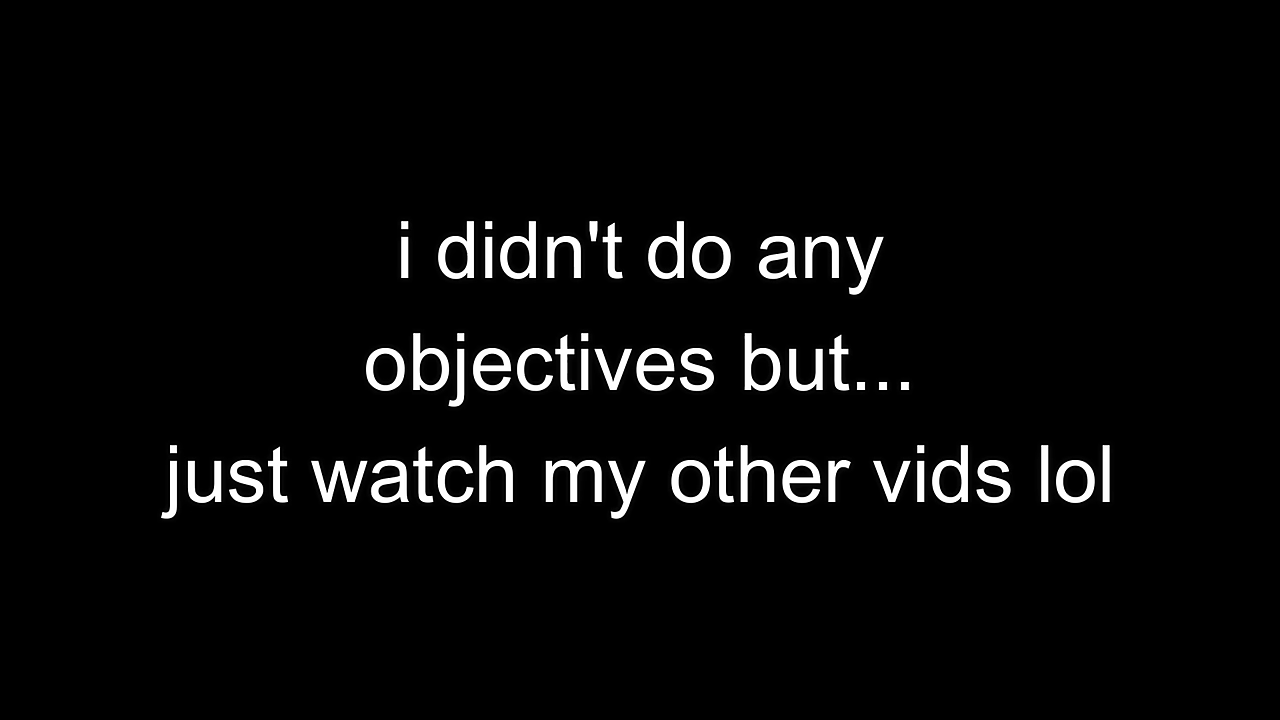 i didn't do any
objectives but...
just watch my other vids lol